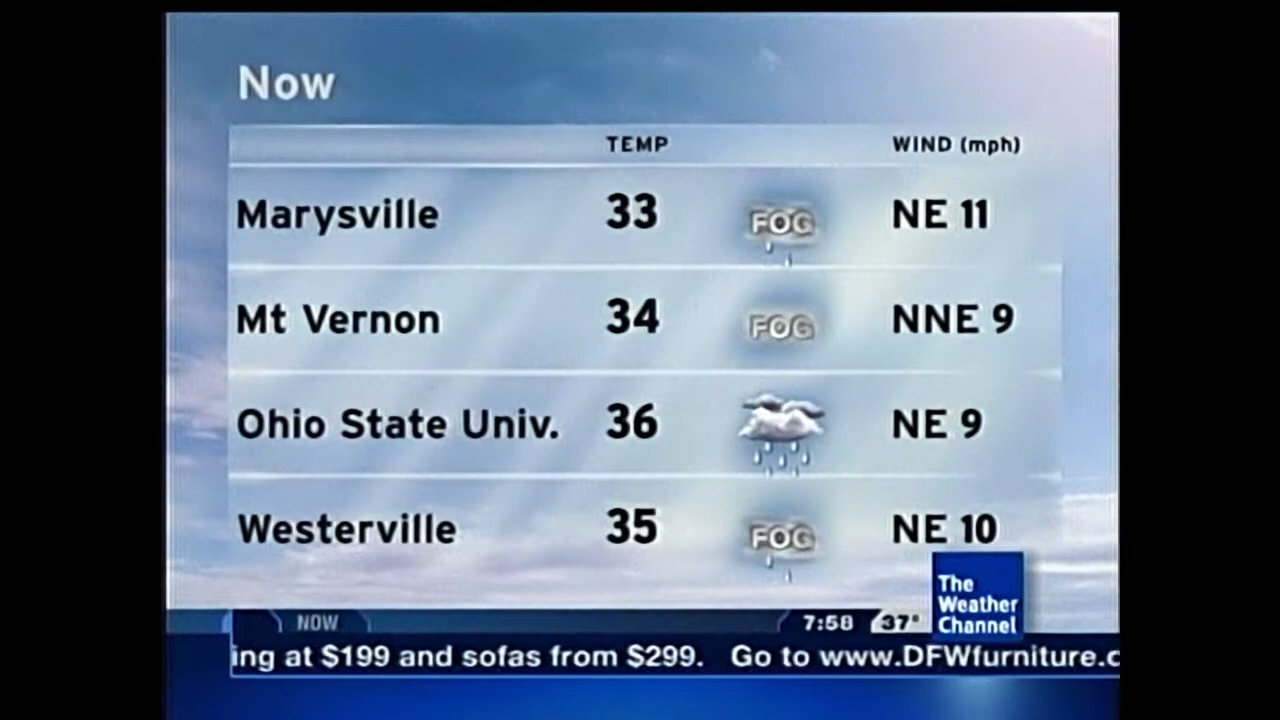 Now
TEMP WIND (mph)
Marysville 33 FOG NE 11
Mt Vernon 34 FOG NNE 9
Ohio State Univ. 36 NE 9
Westerville 35 FOG NE 10
The
Weather
Channel
NOW 7:58 37°
ing at $199 and sofas from $299. Go to www.DFWfurniture.c